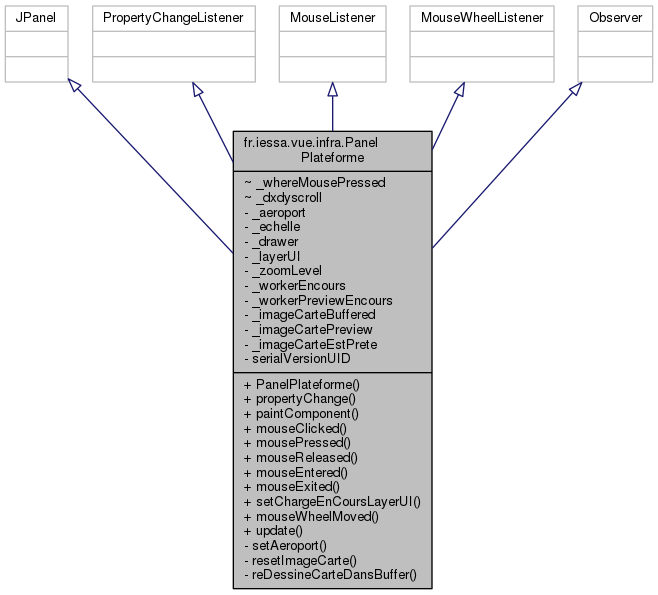 JPanel
PropertyChangeListener
MouseListener
MouseWheelListener
Observer
fr.iessa.vue.infra.Panel
Plateforme
~ _whereMousePressed
~ _dxdyscroll
- _aeroport
- _echelle
- _drawer
- _layerUI
- _zoomLevel
- _workerEncours
- _workerPreviewEncours
- _imageCarteBuffered
- _imageCartePreview
- _imageCarteEstPrete
- serialVersionUID
+ PanelPlateforme()
+ propertyChange()
+ paintComponent()
+ mouseClicked()
+ mousePressed()
+ mouseReleased()
+ mouseEntered()
+ mouseExited()
+ setChargeEnCoursLayerUI()
+ mouseWheelMoved()
+ update()
- setAeroport()
- resetImageCarte()
- reDessineCarteDansBuffer()